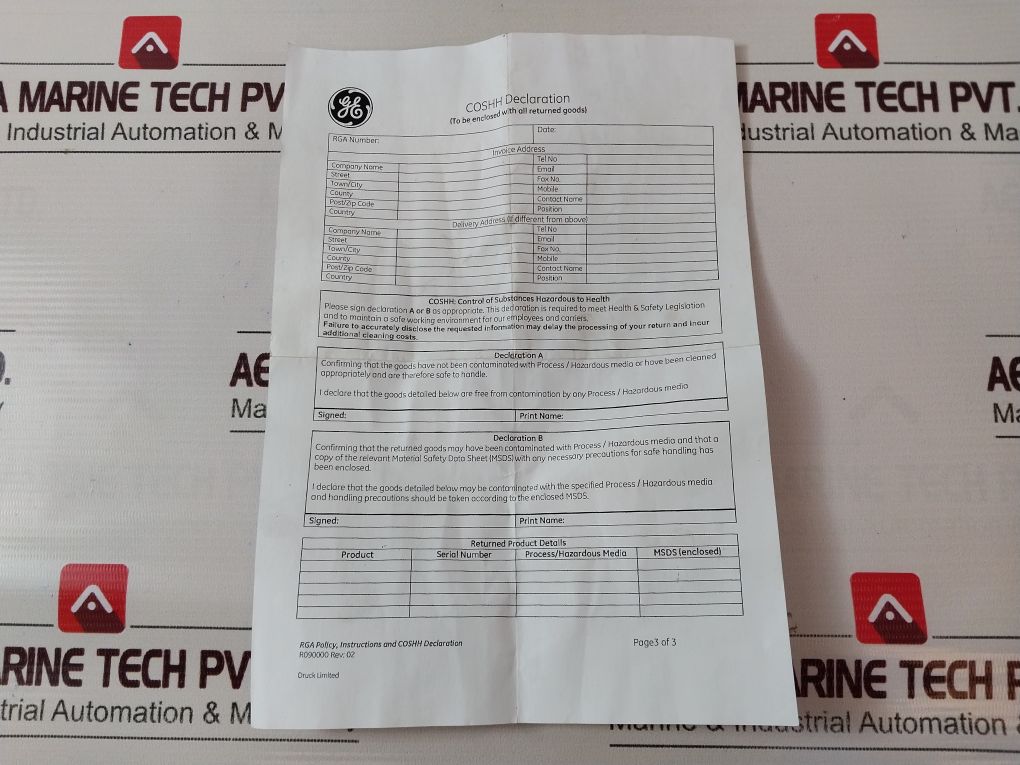 A MARINE TECH PV
Industrial Automation & M
MARINE TECH PVT.
dustrial Automation & Ma
GE
COSHH Declaration
(To be enclosed with all returned goods)
RGA Number: Date:
Invoice Address
Company Name Tel No
Street Email
Town/City Fax No.
County Mobile
Post/Zip Code Contact Name
Country Position
Delivery Address (if different from above)
Company Name Tel No
Street Email
Town/City Fax No.
County Mobile
Post/Zip Code Contact Name
Country Position
COSHH: Control of Substances Hazardous to Health
Please sign declaration A or B as appropriate. This declaration is required to meet Health & Safety Legislation
and to maintain a safe working environment for our employees and carriers.
Failure to accurately disclose the requested information may delay the processing of your return and incur
additional cleaning costs.
Declaration A
Confirming that the goods have not been contaminated with Process / Hazardous media or have been cleaned
appropriately and are therefore safe to handle.
I declare that the goods detailed below are free from contamination by any Process / Hazardous media
Signed: Print Name:
Declaration B
Confirming that the returned goods may have been contaminated with Process / Hazardous media and that a
copy of the relevant Material Safety Data Sheet (MSDS) with any necessary precautions for safe handling has
been enclosed.
I declare that the goods detailed below may be contaminated with the specified Process / Hazardous media
and handling precautions should be taken according to the enclosed MSDS.
Signed: Print Name:
Returned Product Details
Product Serial Number Process/Hazardous Media MSDS (enclosed)
RGA Policy, Instructions and COSHH Declaration
R090000 Rev: 02
Page3 of 3
Druck Limited
D.
AE
Ma
AE
Ma
RINE TECH PV
trial Automation & M
ARINE TECH P
Marine & Industrial Automation &